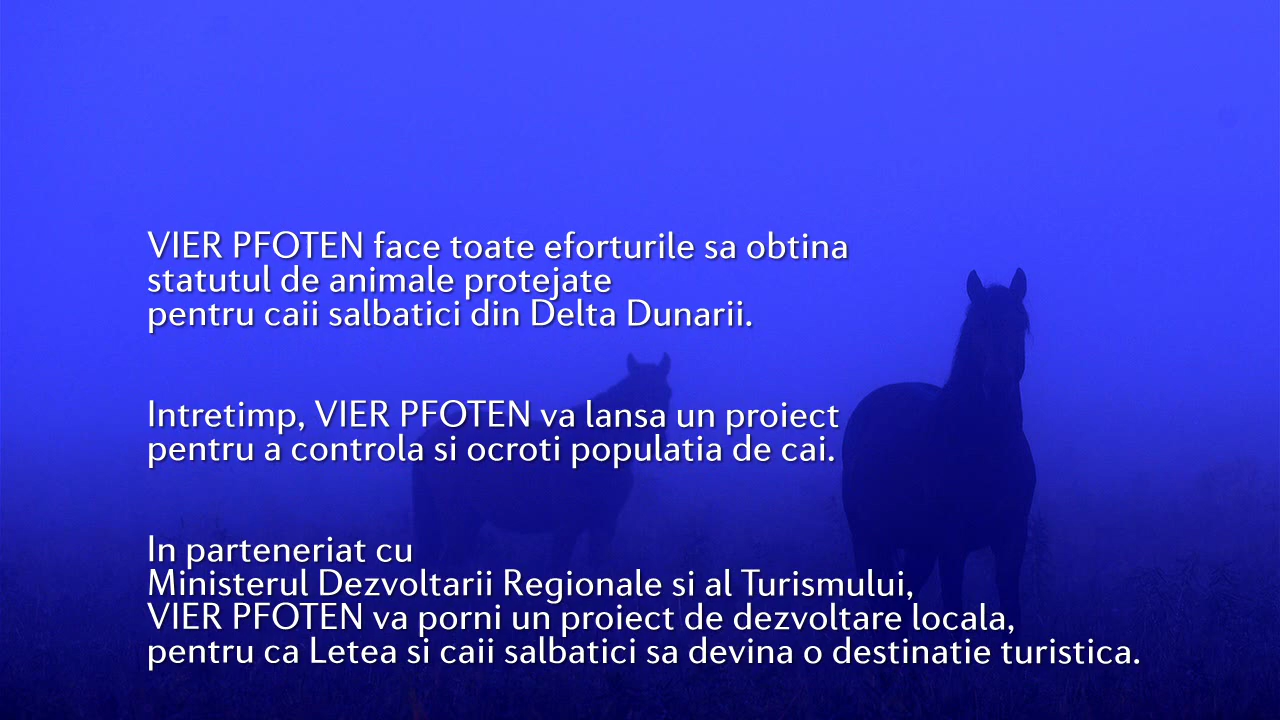 VIER PFOTEN face toate eforturile sa obtina
statutul de animale protejate
pentru caii salbatici din Delta Dunarii.
Intretimp, VIER PFOTEN va lansa un proiect
pentru a controla si ocroti populatia de cai.
In parteneriat cu
Ministerul Dezvoltarii Regionale si al Turismului,
VIER PFOTEN va porni un proiect de dezvoltare locala,
pentru ca Letea si caii salbatici sa devina o destinatie turistica.